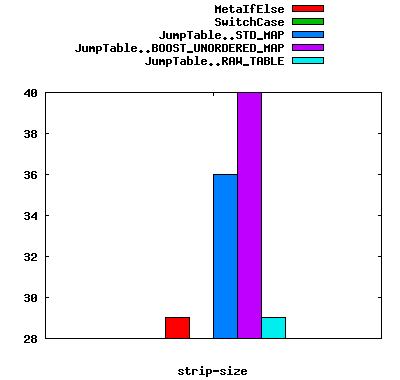 MetaIfElse
SwitchCase
JumpTable..STD_MAP
JumpTable..BOOST_UNORDERED_MAP
JumpTable..RAW_TABLE
40
38
36
34
32
30
28
strip-size